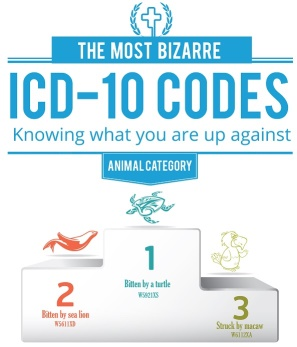 THE MOST BIZARRE
ICD-10 CODES
Knowing what you are up against
ANIMAL CATEGORY
1
Bitten by a turtle
W5921XS
2
Bitten by sea lion
W5611XD
3
Struck by macaw
W6112XA